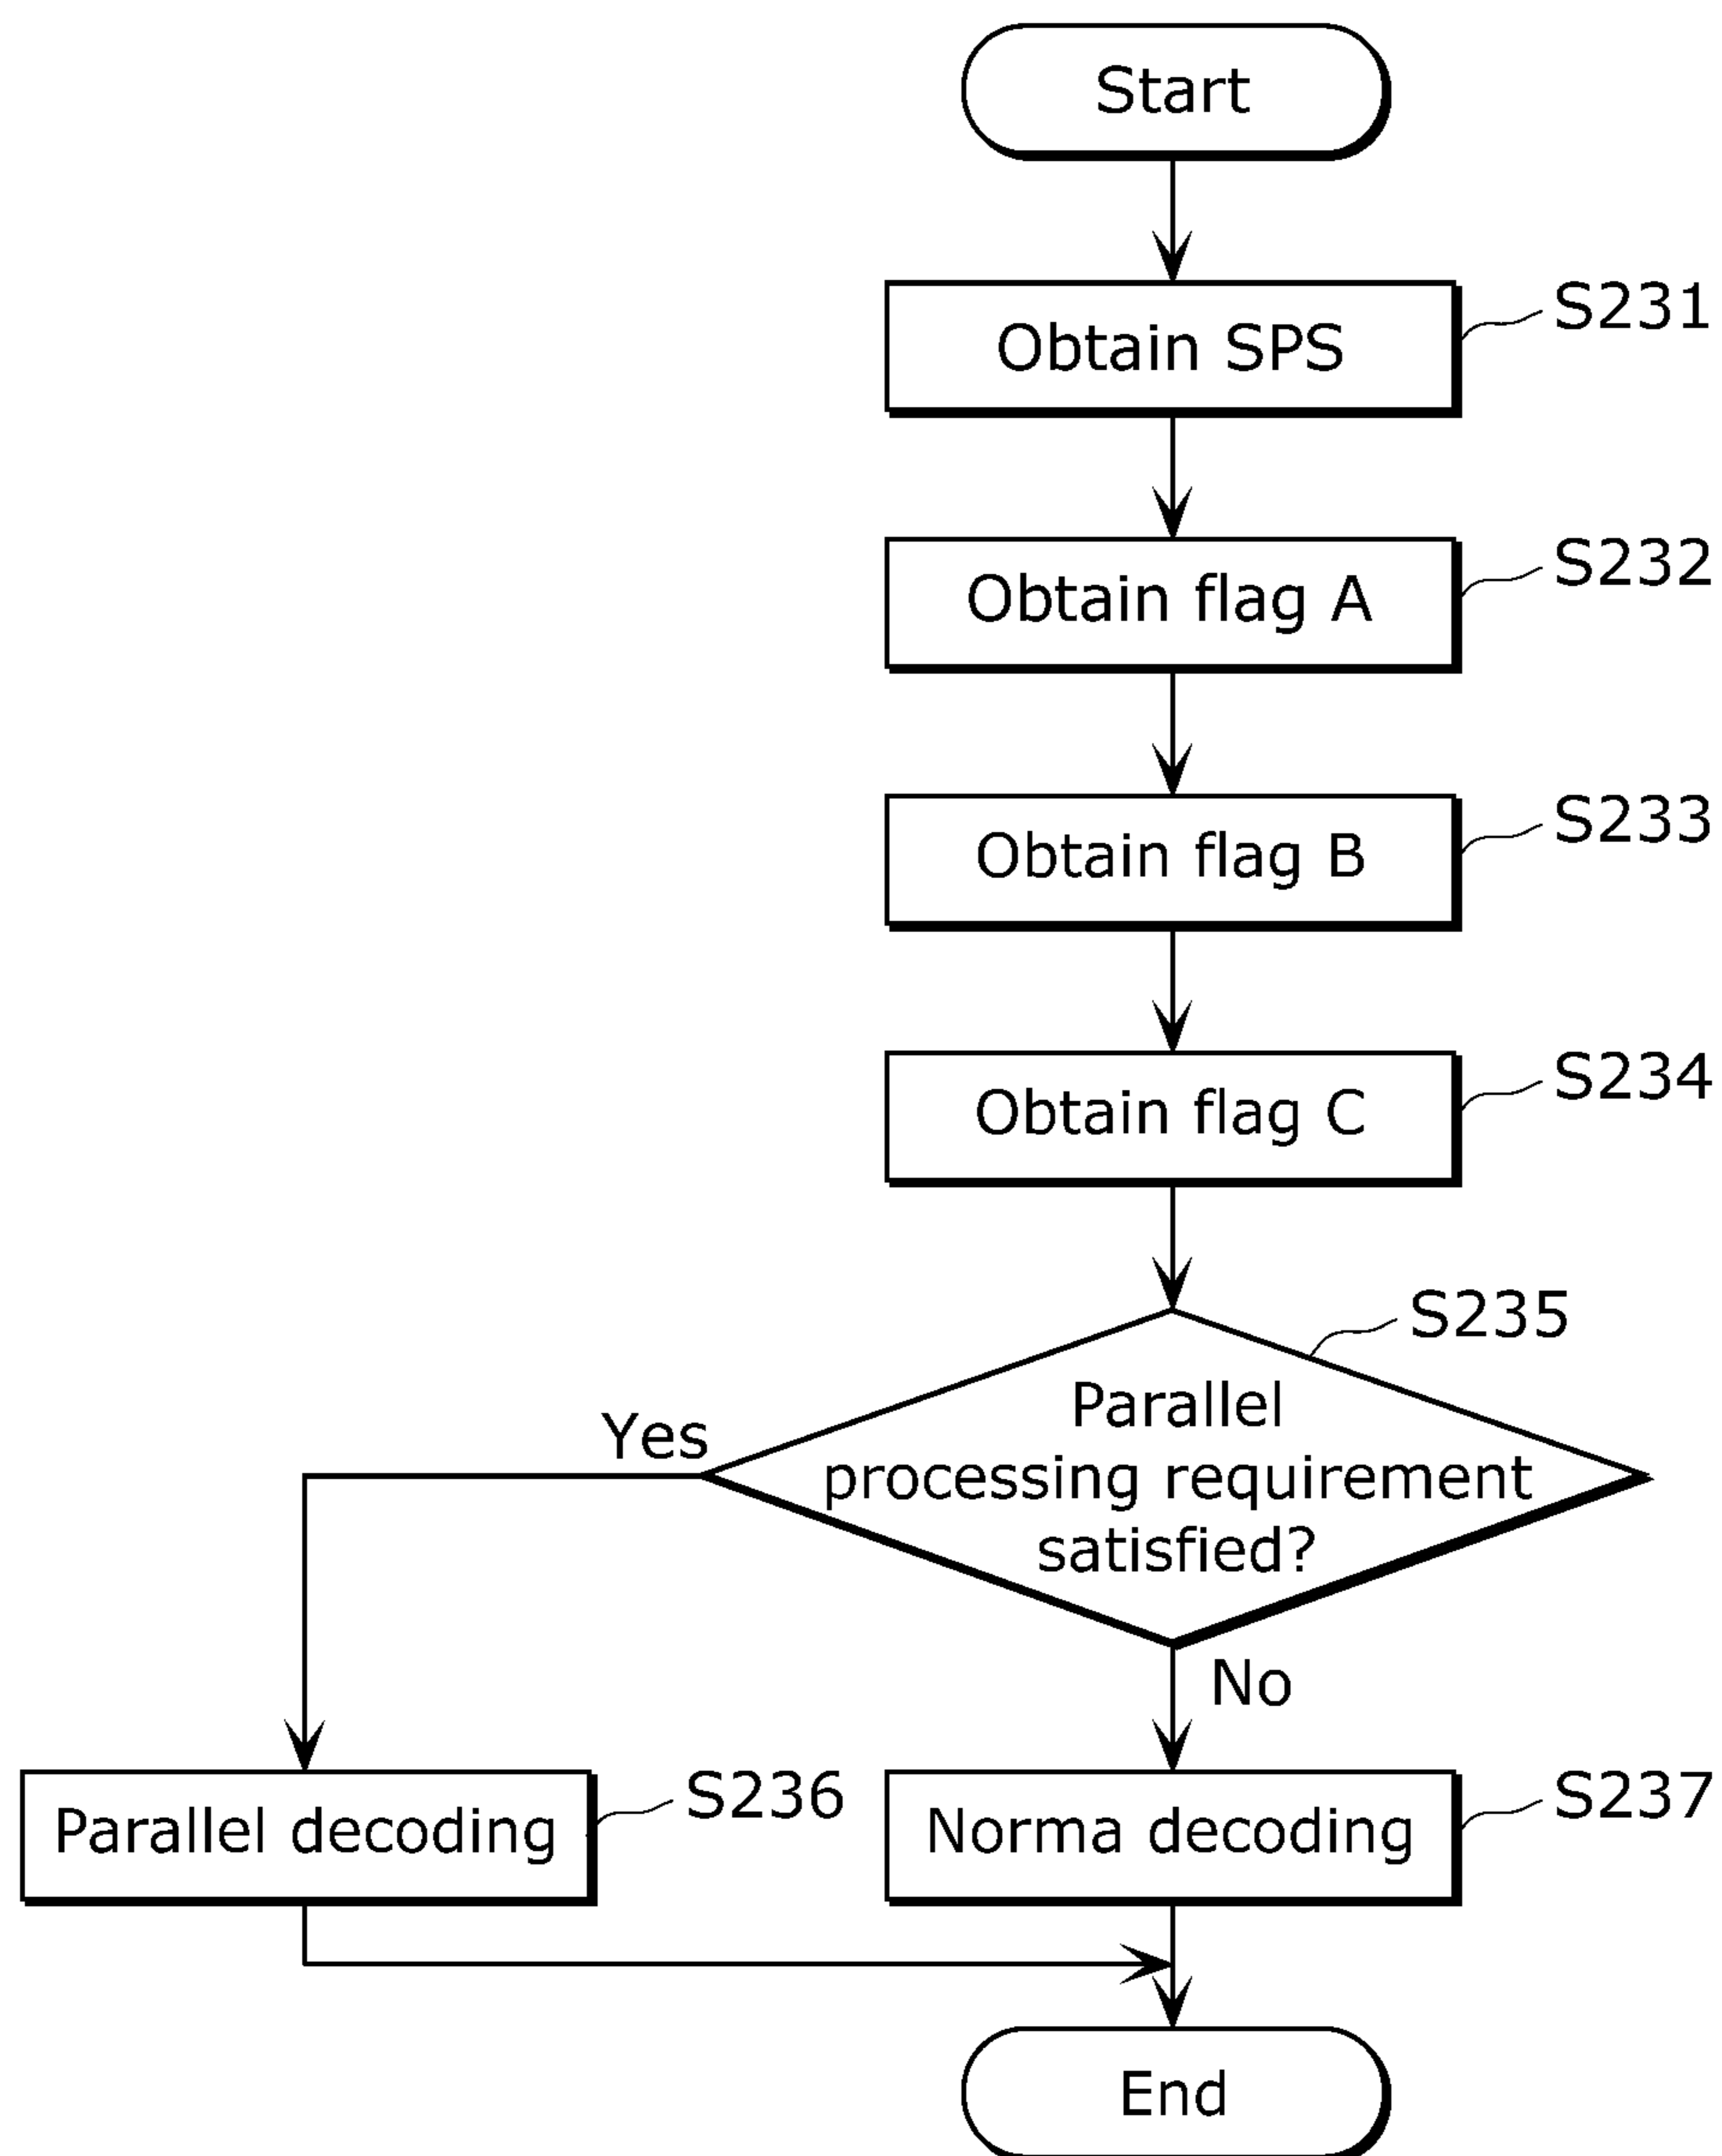 Start
Obtain SPS
S231
Obtain flag A
S232
Obtain flag B
S233
Obtain flag C
S234
S235
Parallel
processing requirement
satisfied?
Yes
No
Parallel decoding
S236
Norma decoding
S237
End